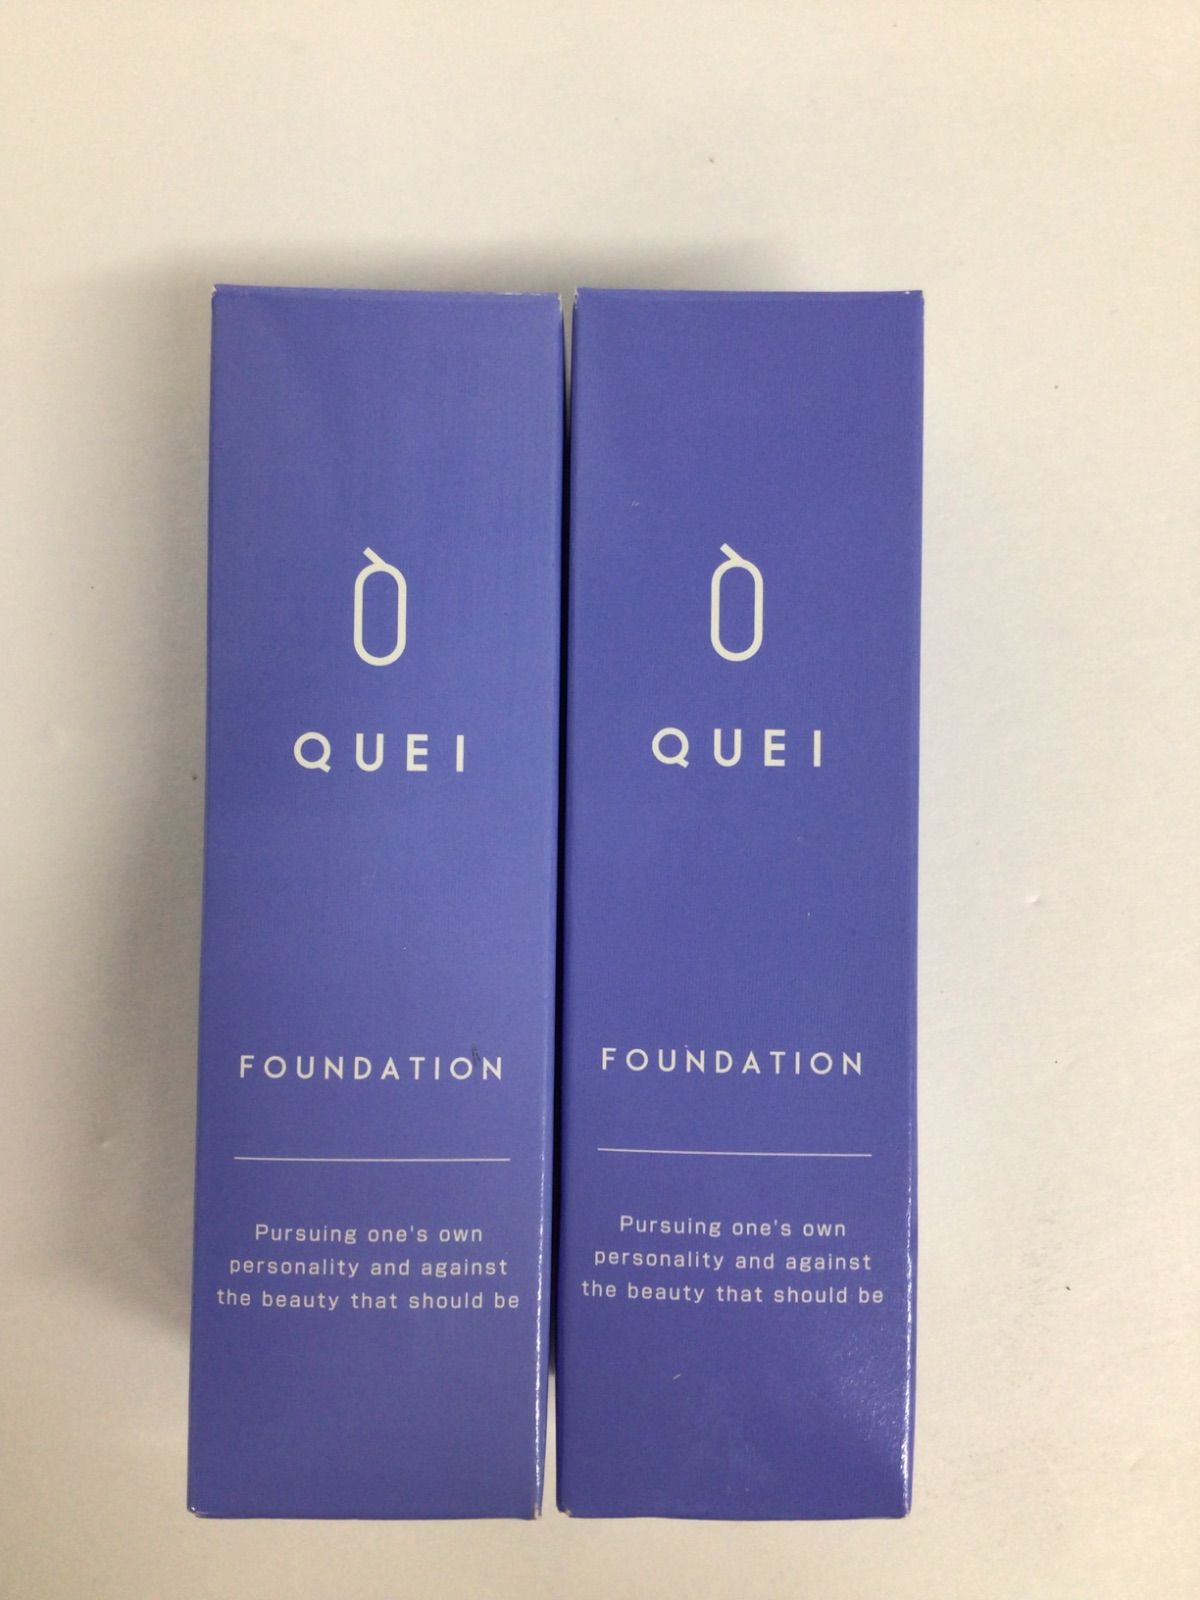 Q
QUEI
FOUNDATION
Pursuing one's own
personality and against
the beauty that should be
Q
QUEI
FOUNDATION
Pursuing one's own
personality and against
the beauty that should be